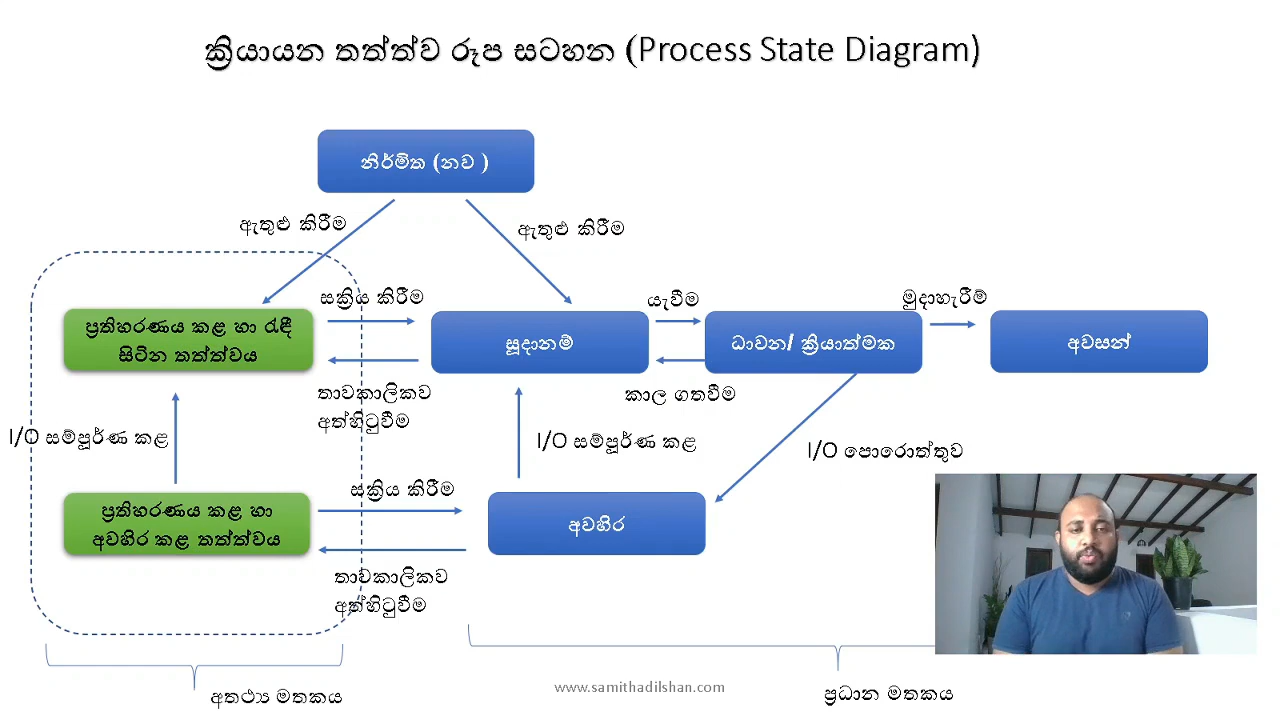 ක්‍රියායන තත්ත්ව රූප සටහන (Process State Diagram)
නිර්මිත (නව )
ඇතුළු කිරීම
ඇතුළු කිරීම
සක්‍රිය කිරීම
යැවීම
මුදාහැරීම්
ප්‍රතිහරණය කළ හා රැඳී
සිටින තත්ත්වය
සූදානම්
ධාවන/ ක්‍රියාත්මක
අවසන්
තාවකාලිකව
අත්හිටුවීම
කාල ගතවීම
I/O සම්පූර්ණ කළ
I/O සම්පූර්ණ කළ
I/O පොරොත්තුව
සක්‍රිය කිරීම
ප්‍රතිහරණය කළ හා
අවහිර කළ තත්ත්වය
අවහිර
තාවකාලිකව
අත්හිටුවීම
අතථ්‍ය මතකය
www.samithadilshan.com
ප්‍රධාන මතකය